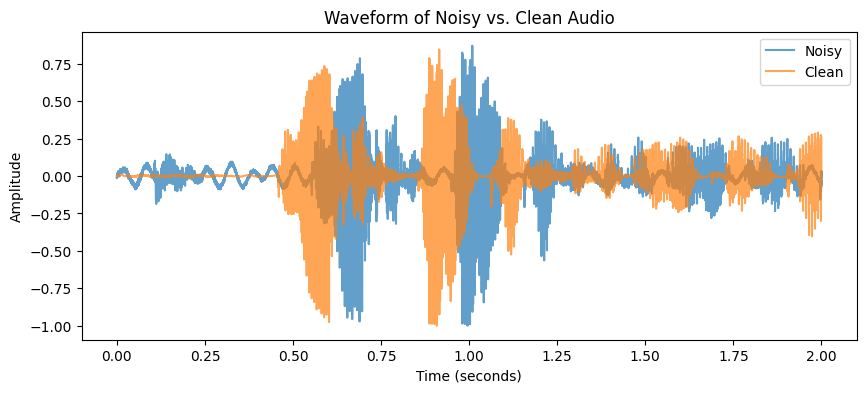 Waveform of Noisy vs. Clean Audio
Noisy
Clean
Amplitude
0.75
0.50
0.25
0.00
−0.25
−0.50
−0.75
−1.00
0.00 0.25 0.50 0.75 1.00 1.25 1.50 1.75 2.00
Time (seconds)